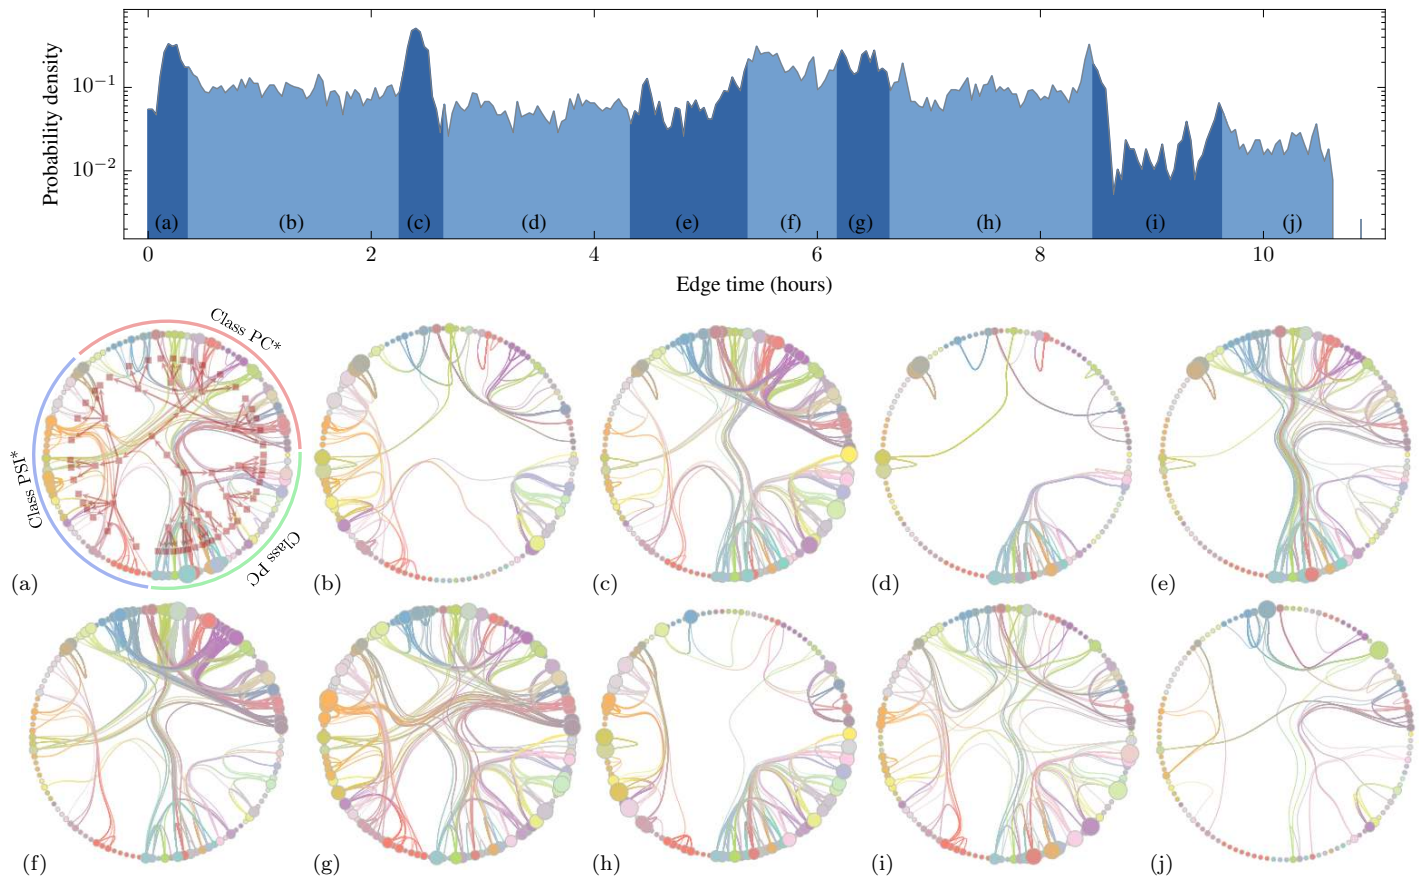 Probability density
10⁻¹
10⁻²
(a) (b) (c) (d) (e) (f) (g) (h) (i) (j)
0 2 4 6 8 10
Edge time (hours)
Class PC*
Class PSI*
Class PC
(a) (b) (c) (d) (e)
(f) (g) (h) (i) (j)